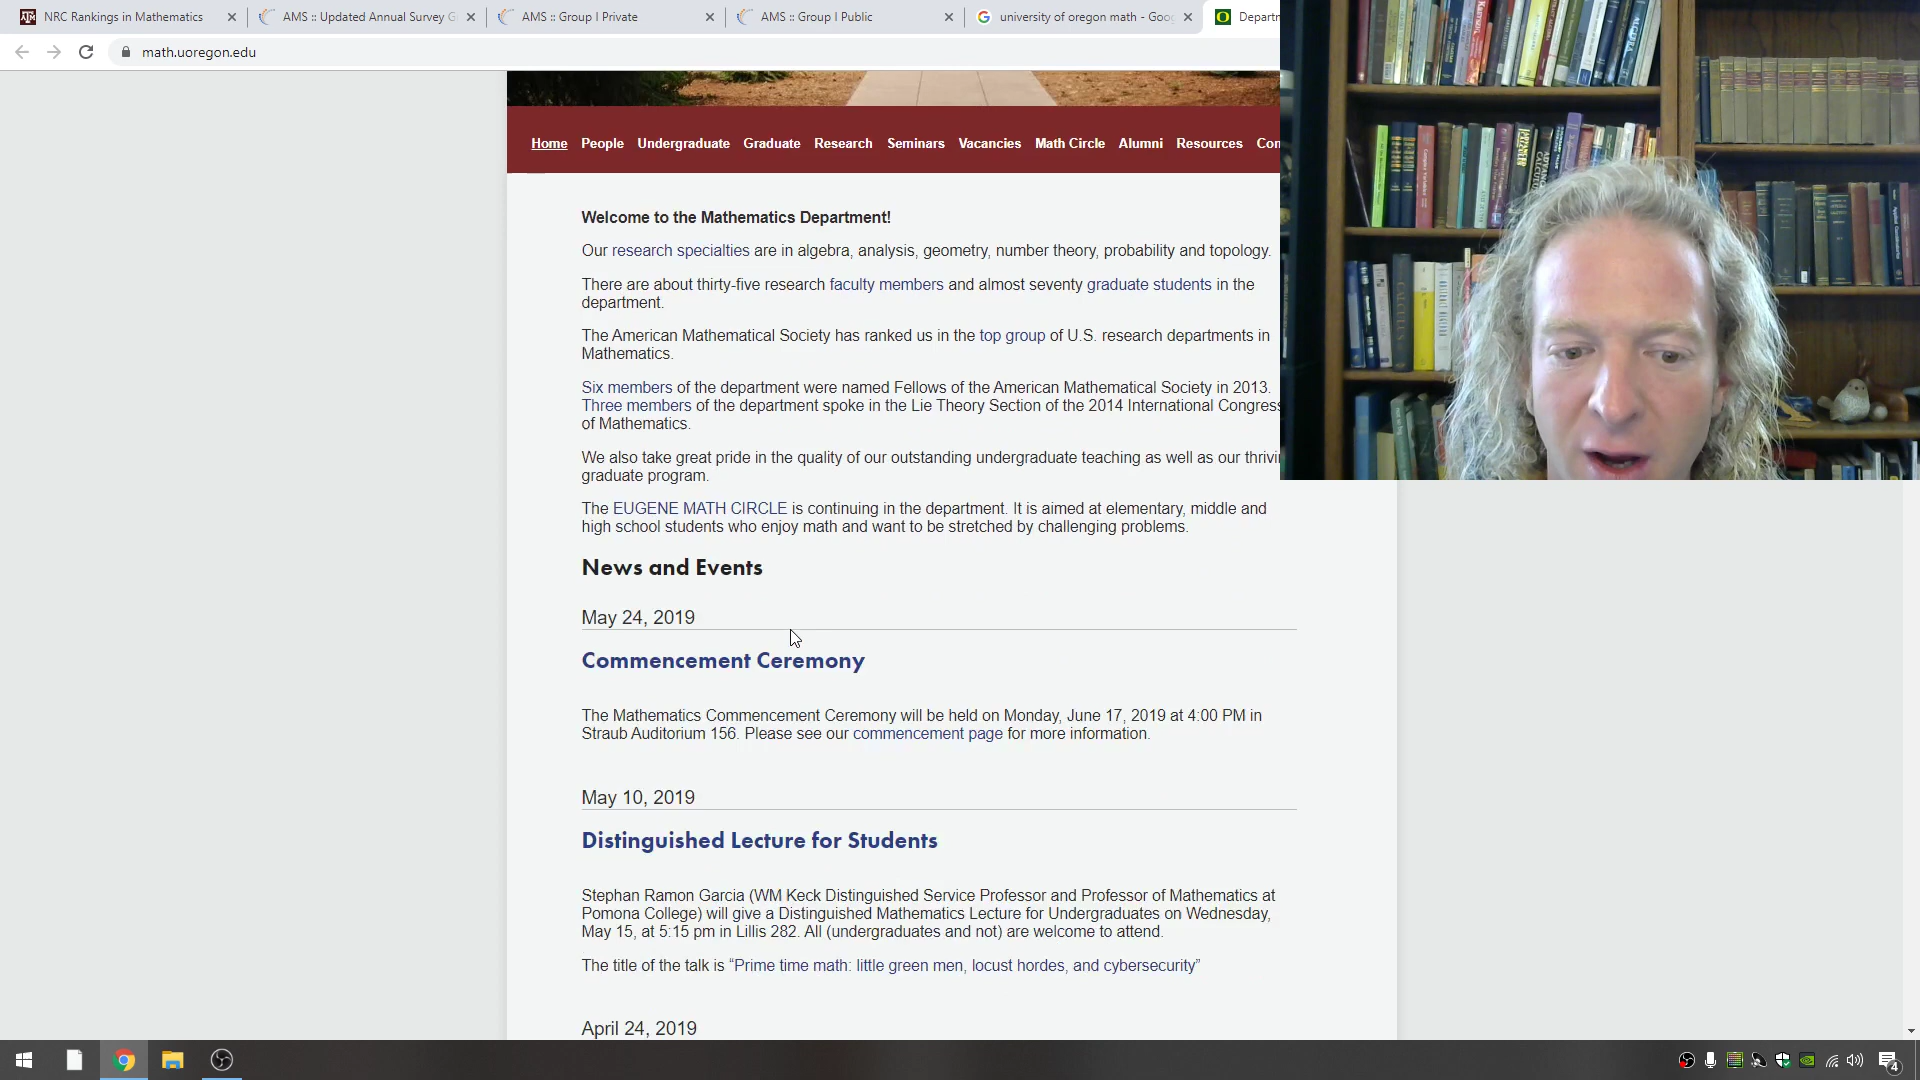 NRC Rankings in Mathematics
AMS :: Updated Annual Survey G
AMS :: Group I Private
AMS :: Group I Public
university of oregon math - Goo
Departm
math.uoregon.edu
Home People Undergraduate Graduate Research Seminars Vacancies Math Circle Alumni Resources Con
Welcome to the Mathematics Department!
Our research specialties are in algebra, analysis, geometry, number theory, probability and topology.
There are about thirty-five research faculty members and almost seventy graduate students in the
department.
The American Mathematical Society has ranked us in the top group of U.S. research departments in
Mathematics.
Six members of the department were named Fellows of the American Mathematical Society in 2013.
Three members of the department spoke in the Lie Theory Section of the 2014 International Congress
of Mathematics.
We also take great pride in the quality of our outstanding undergraduate teaching as well as our thrivi
graduate program.
The EUGENE MATH CIRCLE is continuing in the department. It is aimed at elementary, middle and
high school students who enjoy math and want to be stretched by challenging problems.
News and Events
May 24, 2019
Commencement Ceremony
The Mathematics Commencement Ceremony will be held on Monday, June 17, 2019 at 4:00 PM in
Straub Auditorium 156. Please see our commencement page for more information.
May 10, 2019
Distinguished Lecture for Students
Stephan Ramon Garcia (WM Keck Distinguished Service Professor and Professor of Mathematics at
Pomona College) will give a Distinguished Mathematics Lecture for Undergraduates on Wednesday,
May 15, at 5:15 pm in Lillis 282. All (undergraduates and not) are welcome to attend.
The title of the talk is “Prime time math: little green men, locust hordes, and cybersecurity”
April 24, 2019
4